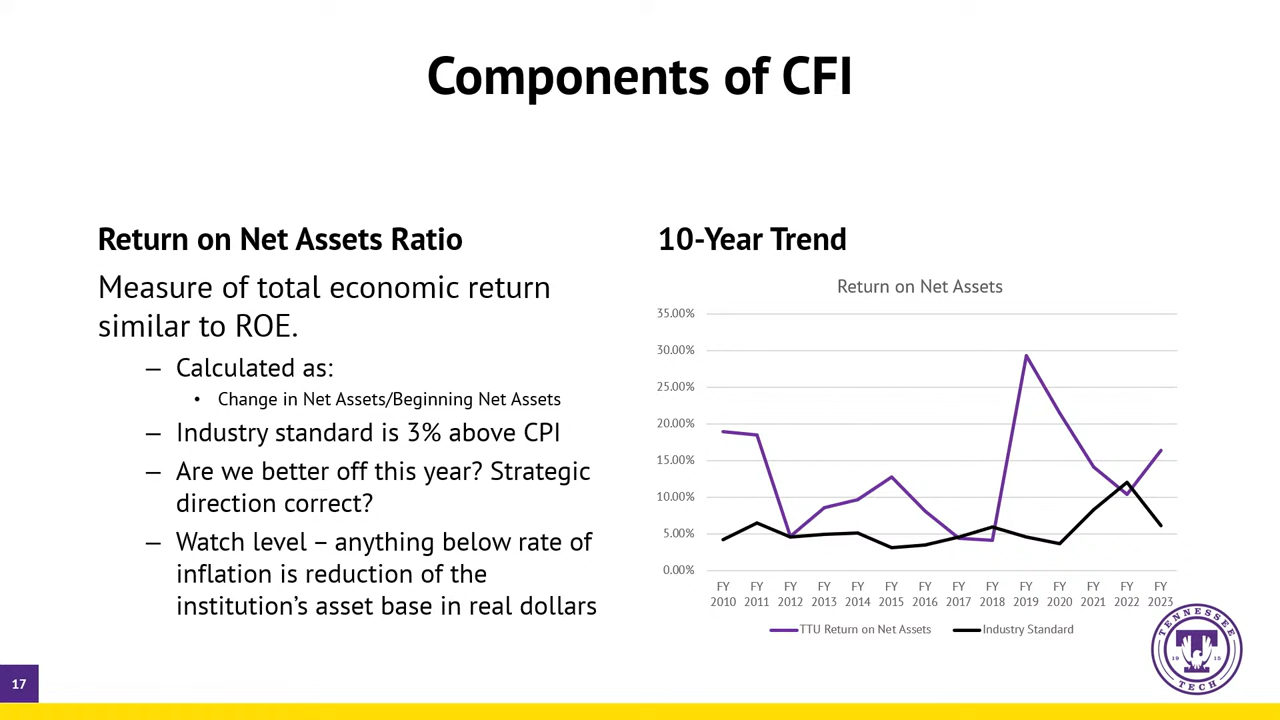 Components of CFI
Return on Net Assets Ratio
Measure of total economic return
similar to ROE.
– Calculated as:
• Change in Net Assets/Beginning Net Assets
– Industry standard is 3% above CPI
– Are we better off this year? Strategic
direction correct?
– Watch level – anything below rate of
inflation is reduction of the
institution's asset base in real dollars
10-Year Trend
Return on Net Assets
35.00%
30.00%
25.00%
20.00%
15.00%
10.00%
5.00%
0.00%
FY FY FY FY FY FY FY FY FY FY FY FY FY FY
2010 2011 2012 2013 2014 2015 2016 2017 2018 2019 2020 2021 2022 2023
TTU Return on Net Assets Industry Standard
TENNESSEE
T
19 15
TECH
17